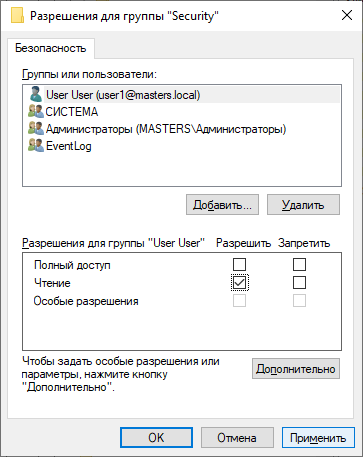 Разрешения для группы "Security"
Безопасность
Группы или пользователи:
User User (user1@masters.local)
СИСТЕМА
Администраторы (MASTERS\Администраторы)
EventLog
Добавить...
Удалить
Разрешения для группы "User User" Разрешить Запретить
Полный доступ
Чтение
Особые разрешения
Чтобы задать особые разрешения или
параметры, нажмите кнопку
"Дополнительно".
Дополнительно
OK
Отмена
Применить